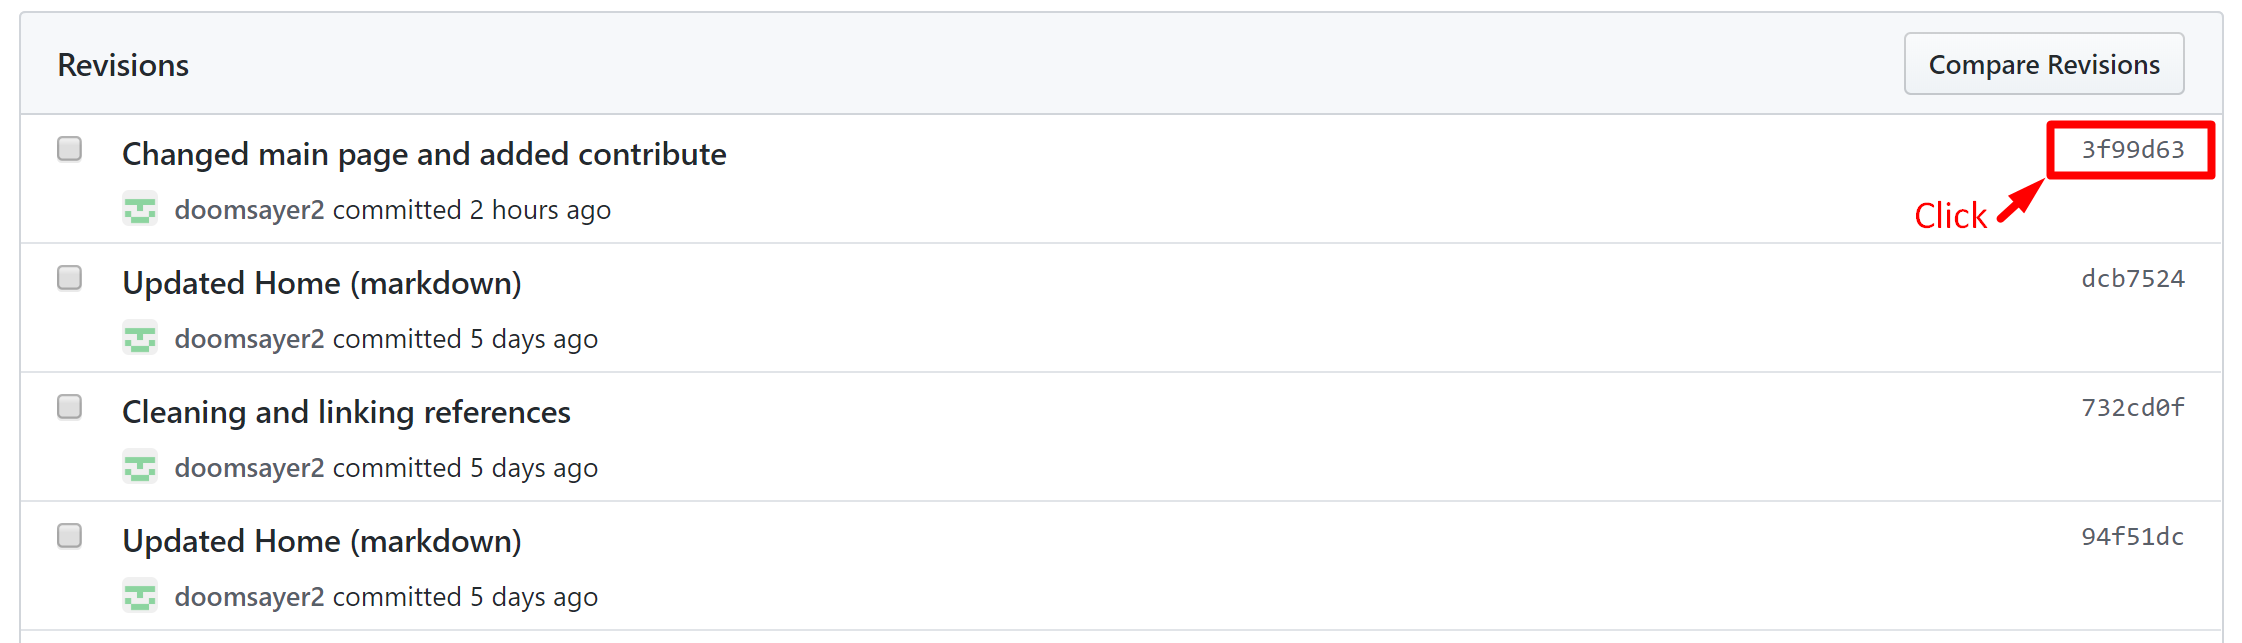 Revisions
Compare Revisions
Changed main page and added contribute
3f99d63
doomsayer2 committed 2 hours ago
Click
Updated Home (markdown)
dcb7524
doomsayer2 committed 5 days ago
Cleaning and linking references
732cd0f
doomsayer2 committed 5 days ago
Updated Home (markdown)
94f51dc
doomsayer2 committed 5 days ago